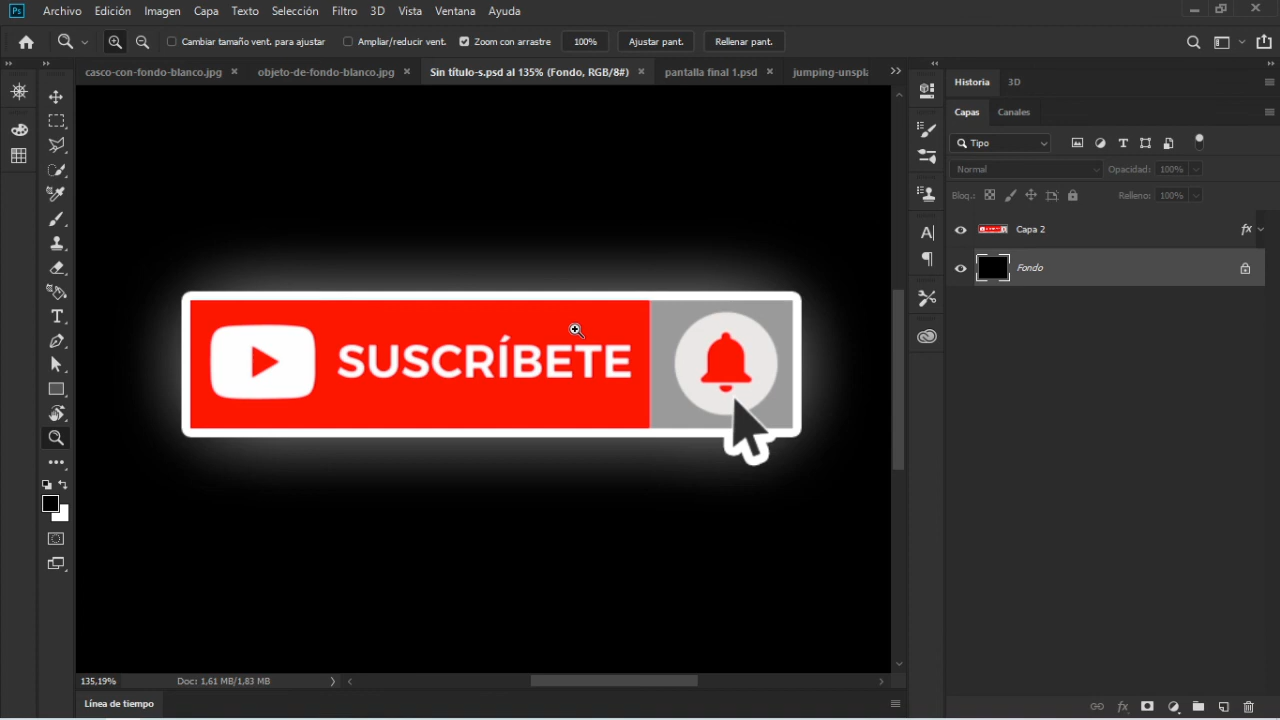 Ps Archivo Edición Imagen Capa Texto Selección Filtro 3D Vista Ventana Ayuda
Cambiar tamaño vent. para ajustar Ampliar/reducir vent. Zoom con arrastre 100% Ajustar pant. Rellenar pant.
casco-con-fondo-blanco.jpg × objeto-de-fondo-blanco.jpg × Sin título-s.psd al 135% (Fondo, RGB/8#) × pantalla final 1.psd × jumping-unspla
Historia 3D
Capas Canales
Tipo
Normal Opacidad: 100%
Bloq.: Relleno: 100%
Capa 2 fx
Fondo
SUSCRÍBETE
135,19% Doc: 1,61 MB/1,83 MB
Línea de tiempo